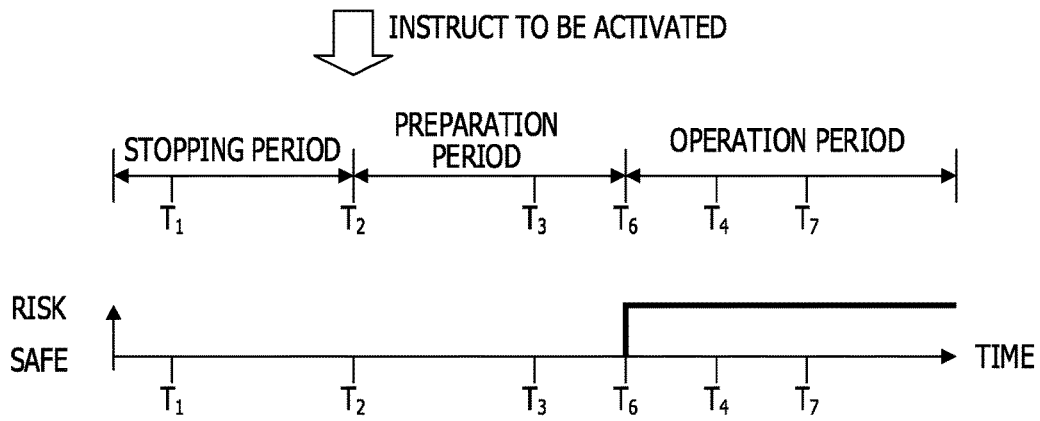 INSTRUCT TO BE ACTIVATED
STOPPING PERIOD
PREPARATION
PERIOD
OPERATION PERIOD
T₁ T₂ T₃ T₆ T₄ T₇
RISK
SAFE
TIME
T₁ T₂ T₃ T₆ T₄ T₇